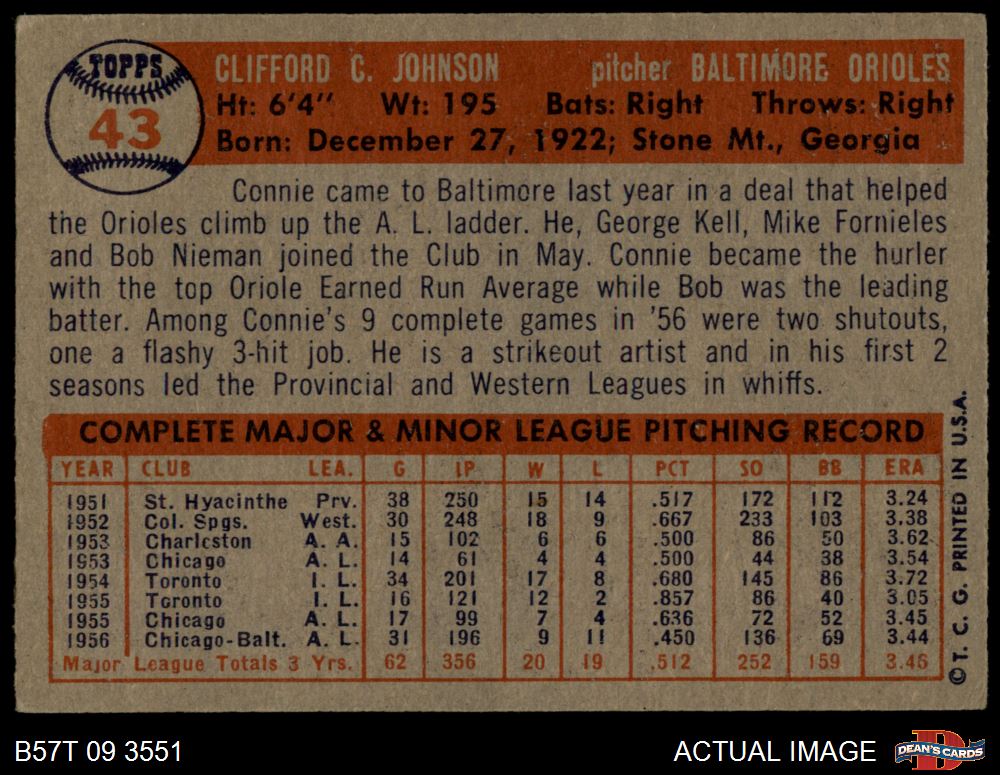 TOPPS
43
CLIFFORD C. JOHNSON pitcher BALTIMORE ORIOLES
Ht: 6'4" Wt: 195 Bats: Right Throws: Right
Born: December 27, 1922; Stone Mt., Georgia
Connie came to Baltimore last year in a deal that helped
the Orioles climb up the A. L. ladder. He, George Kell, Mike Fornieles
and Bob Nieman joined the Club in May. Connie became the hurler
with the top Oriole Earned Run Average while Bob was the leading
batter. Among Connie's 9 complete games in '56 were two shutouts,
one a flashy 3-hit job. He is a strikeout artist and in his first 2
seasons led the Provincial and Western Leagues in whiffs.
COMPLETE MAJOR & MINOR LEAGUE PITCHING RECORD
YEAR CLUB LEA. G IP W L PCT SO BB ERA
1951 St. Hyacinthe Prv. 38 250 15 14 .517 172 112 3.24
1952 Col. Spgs. West. 30 248 18 9 .667 233 103 3.38
1953 Charleston A. A. 15 102 6 6 .500 86 50 3.62
1953 Chicago A. L. 14 61 4 4 .500 44 38 3.54
1954 Toronto I. L. 34 201 17 8 .680 145 86 3.72
1955 Toronto I. L. 16 121 12 2 .857 86 40 3.05
1955 Chicago A. L. 17 99 7 4 .636 72 52 3.45
1956 Chicago-Balt. A. L. 31 196 9 11 .450 136 69 3.44
Major League Totals 3 Yrs. 62 356 20 19 .512 252 159 3.46
©T. C. G. PRINTED IN U.S.A.
B57T 09 3551
ACTUAL IMAGE
DEAN'S CARDS